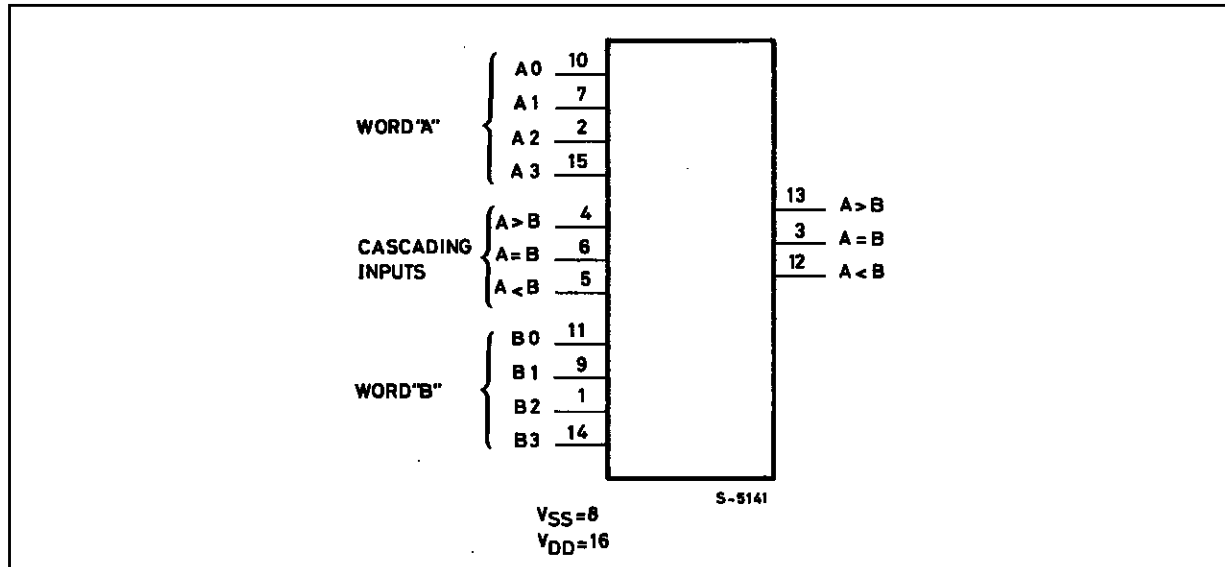 WORD "A"
A0 10
A1 7
A2 2
A3 15
CASCADING
INPUTS
A>B 4
A=B 6
A<B 5
WORD "B"
B0 11
B1 9
B2 1
B3 14
13 A>B
3 A=B
12 A<B
S-5141
VSS=8
VDD=16